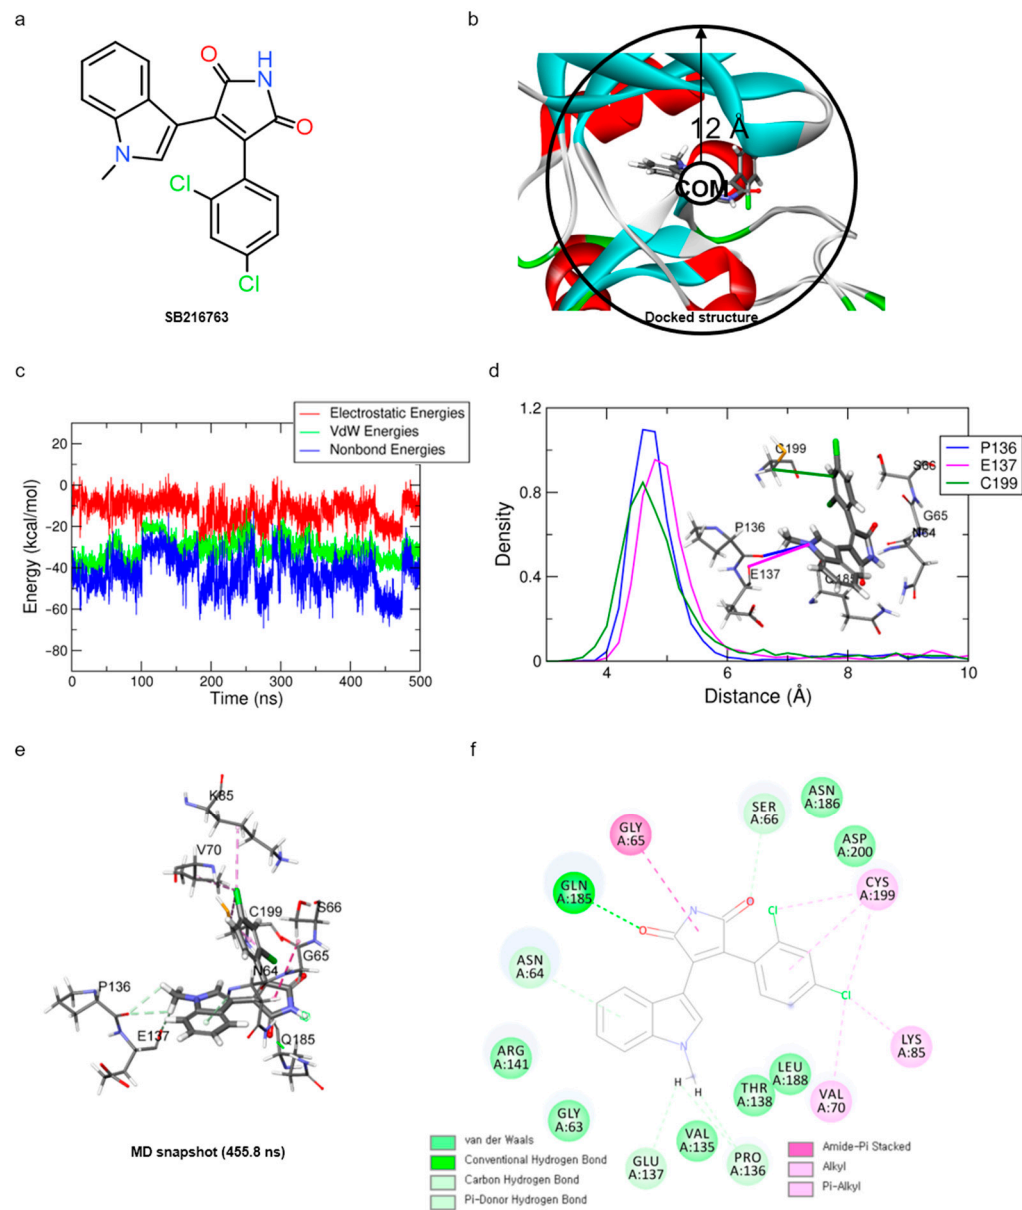 a
O
H
N
O
N
Cl
Cl
SB216763
b
12 Å
COM
Docked structure
c
Electrostatic Energies
VdW Energies
Nonbond Energies
Energy (kcal/mol)
20
0
−20
−40
−60
−80
0
100
200
300
400
500
Time (ns)
d
P136
E137
C199
Density
1.2
0.8
0.4
0
4
6
8
10
Distance (Å)
C199
S66
G65
N64
P136
E137
e
K85
V70
C199
S66
G65
N64
P136
E137
Q185
MD snapshot (455.8 ns)
f
SER
A:66
ASN
A:186
GLY
A:65
ASP
A:200
GLN
A:185
CYS
A:199
N
O
O
Cl
Cl
ASN
A:64
LYS
A:85
ARG
A:141
LEU
A:188
THR
A:138
VAL
A:70
H
H
GLY
A:63
VAL
A:135
GLU
A:137
PRO
A:136
van der Waals
Conventional Hydrogen Bond
Carbon Hydrogen Bond
Pi-Donor Hydrogen Bond
Amide-Pi Stacked
Alkyl
Pi-Alkyl